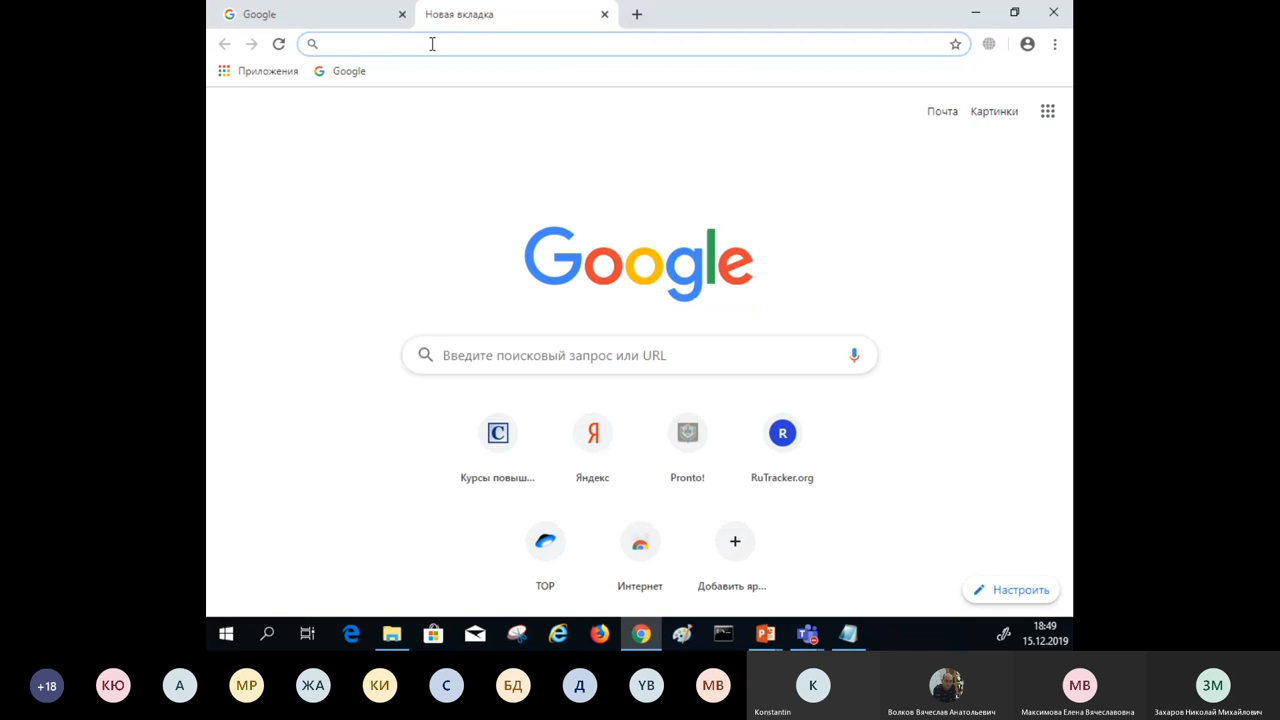 Google
Новая вкладка
Приложения
Google
Почта
Картинки
Google
Введите поисковый запрос или URL
C
Я
R
Курсы повыш...
Яндекс
Pronto!
RuTracker.org
TOP
Интернет
Добавить яр...
Настроить
18:49
15.12.2019
+18
КЮ
А
МР
ЖА
КИ
С
БД
Д
YB
МВ
K
МВ
ЗМ
Konstantin
Волков Вячеслав Анатольевич
Максимова Елена Вячеславовна
Захаров Николай Михайлович